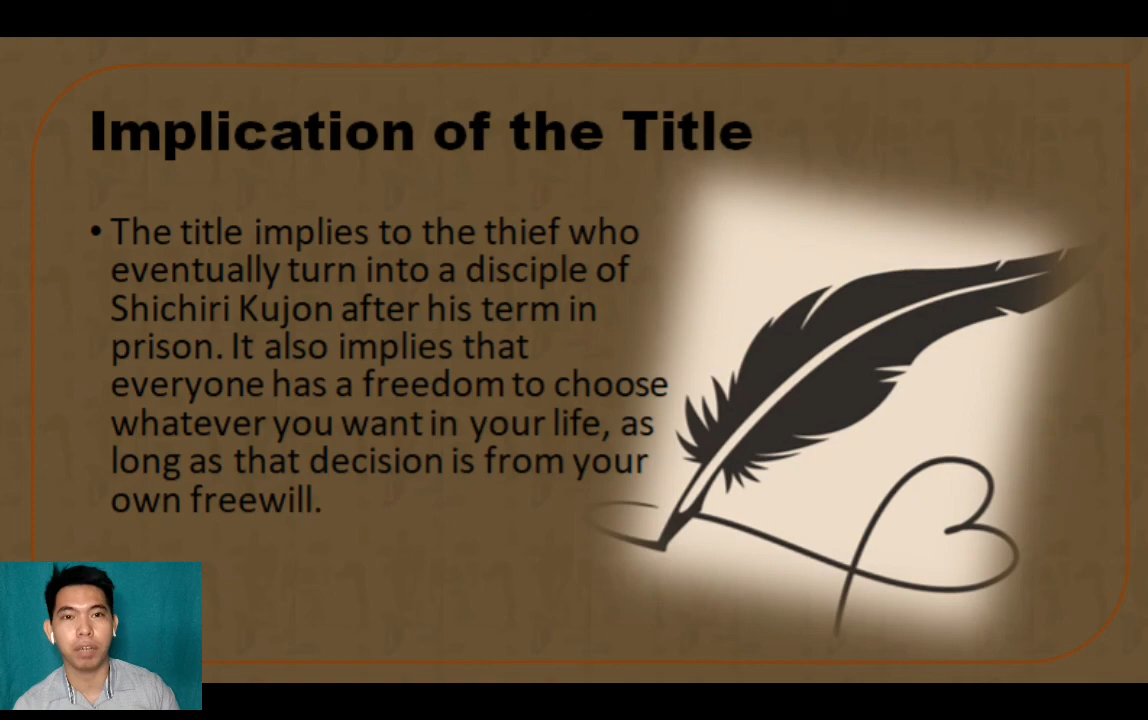 Implication of the Title
• The title implies to the thief who
eventually turn into a disciple of
Shichiri Kujon after his term in
prison. It also implies that
everyone has a freedom to choose
whatever you want in your life, as
long as that decision is from your
own freewill.